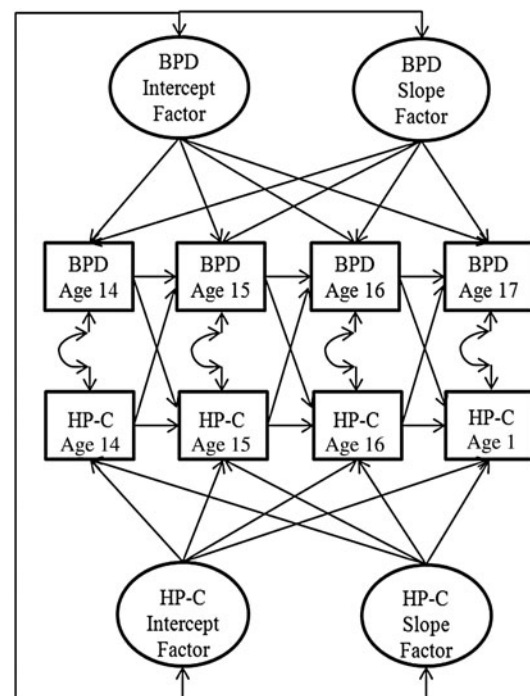 BPD
Intercept
Factor
BPD
Slope
Factor
BPD
Age 14
BPD
Age 15
BPD
Age 16
BPD
Age 17
HP-C
Age 14
HP-C
Age 15
HP-C
Age 16
HP-C
Age 1
HP-C
Intercept
Factor
HP-C
Slope
Factor